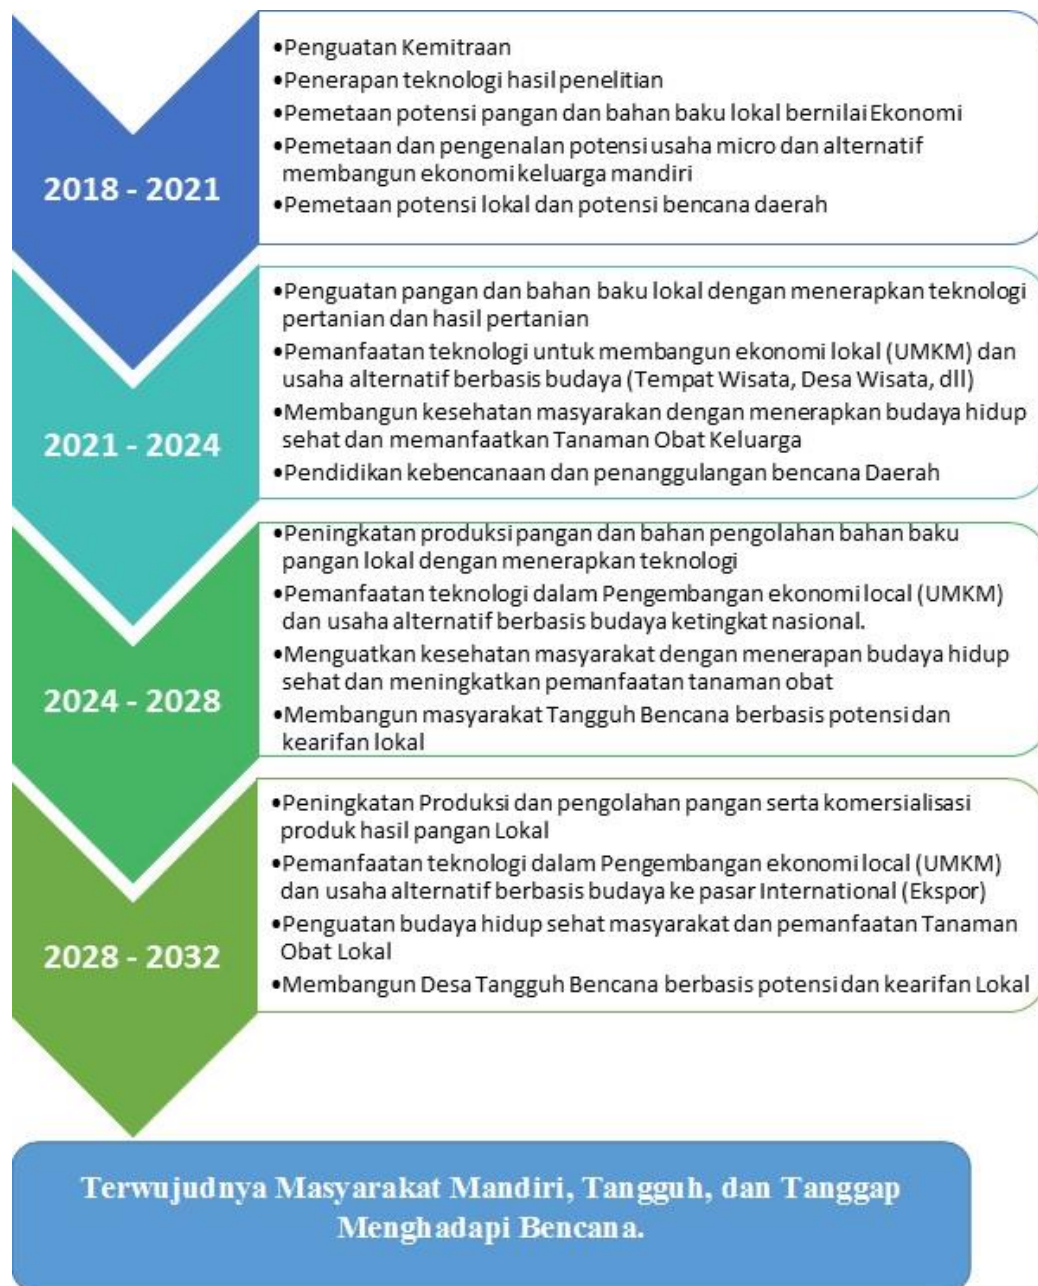 2018 - 2021
•Penguatan Kemitraan
•Penerapan teknologi hasil penelitian
•Pemetaan potensi pangan dan bahan baku lokal bernilai Ekonomi
•Pemetaan dan pengenalan potensi usaha micro dan alternatif
membangun ekonomi keluarga mandiri
•Pemetaan potensi lokal dan potensi bencana daerah
2021 - 2024
•Penguatan pangan dan bahan baku lokal dengan menerapkan teknologi
pertanian dan hasil pertanian
•Pemanfaatan teknologi untuk membangun ekonomi lokal (UMKM) dan
usaha alternatif berbasis budaya (Tempat Wisata, Desa Wisata, dll)
•Membangun kesehatan masyarakan dengan menerapkan budaya hidup
sehat dan memanfaatkan Tanaman Obat Keluarga
•Pendidikan kebencanaan dan penanggulangan bencana Daerah
2024 - 2028
•Peningkatan produksi pangan dan bahan pengolahan bahan baku
pangan lokal dengan menerapkan teknologi
•Pemanfaatan teknologi dalam Pengembangan ekonomi local (UMKM)
dan usaha alternatif berbasis budaya ketingkat nasional.
•Menguatkan kesehatan masyarakat dengan menerapan budaya hidup
sehat dan meningkatkan pemanfaatan tanaman obat
•Membangun masyarakat Tangguh Bencana berbasis potensi dan
kearifan lokal
2028 - 2032
•Peningkatan Produksi dan pengolahan pangan serta komersialisasi
produk hasil pangan Lokal
•Pemanfaatan teknologi dalam Pengembangan ekonomi local (UMKM)
dan usaha alternatif berbasis budaya ke pasar International (Ekspor)
•Penguatan budaya hidup sehat masyarakat dan pemanfaatan Tanaman
Obat Lokal
•Membangun Desa Tangguh Bencana berbasis potensi dan kearifan Lokal
Terwujudnya Masyarakat Mandiri, Tangguh, dan Tanggap
Menghadapi Bencana.